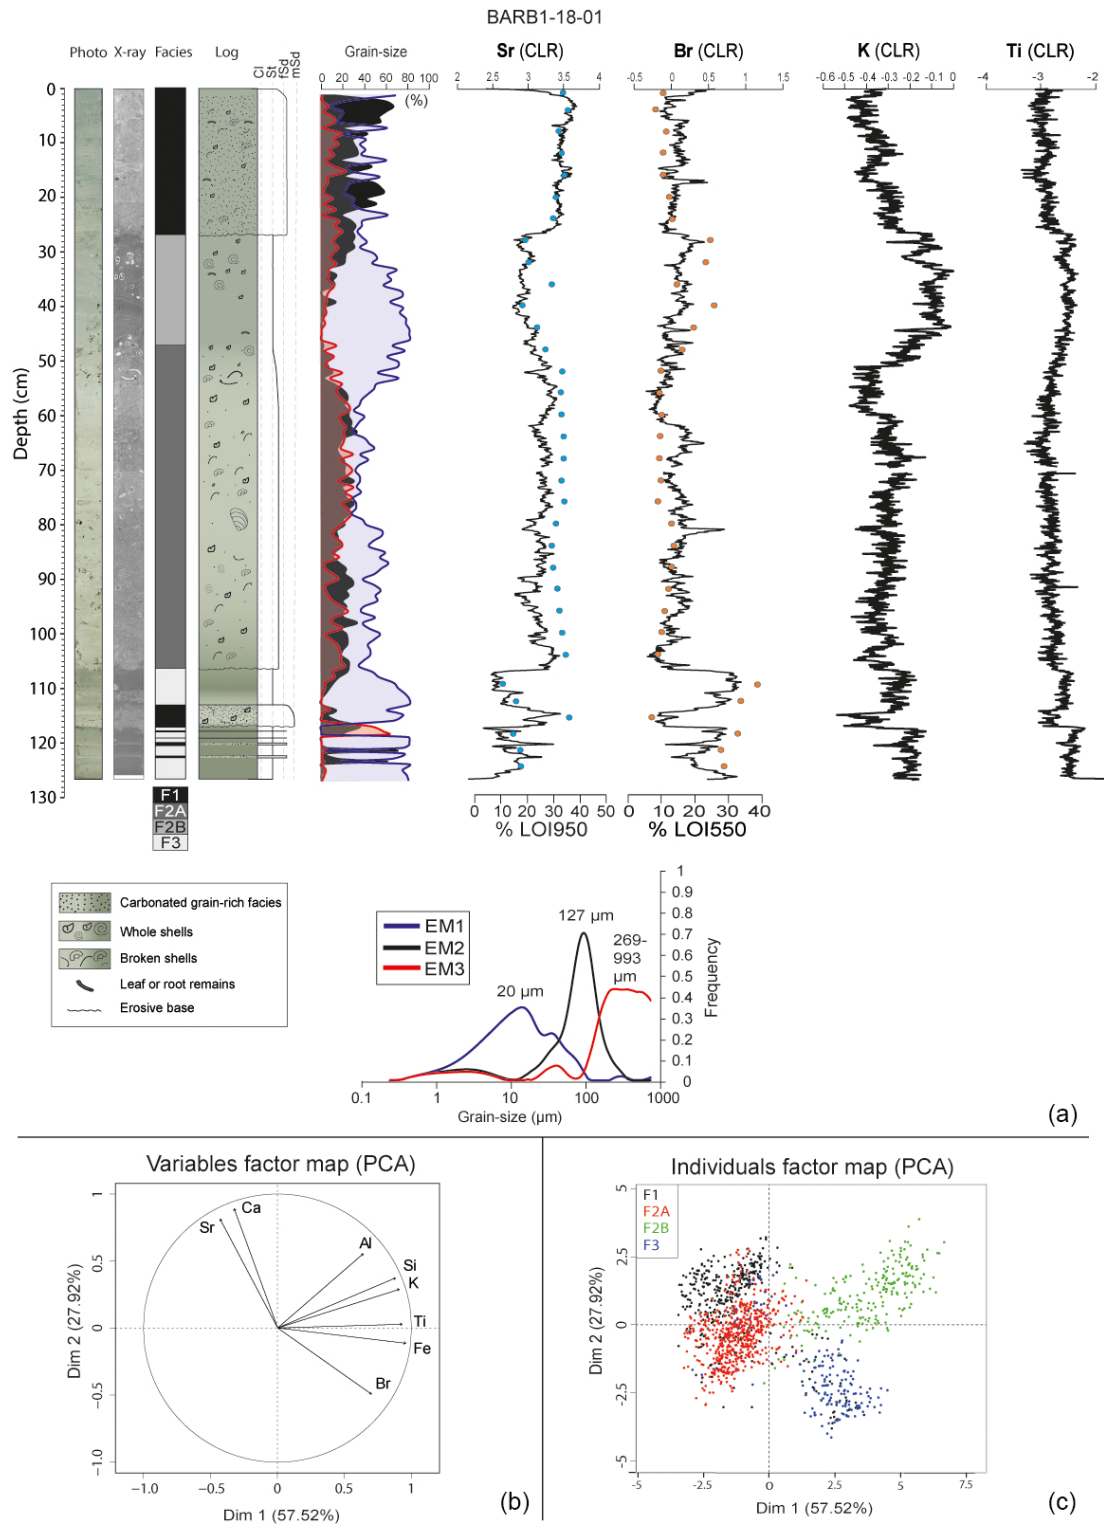 BARB1-18-01
Photo X-ray Facies Log Grain-size Sr (CLR) Br (CLR) K (CLR) Ti (CLR)
Cl St fSd mSd
0 20 40 60 80 100
(%)
2 2.5 3 3.5 4
-0.5 0 0.5 1 1.5
-0.6 -0.5 -0.4 -0.3 -0.2 -0.1 0
-4 -3 -2
Depth (cm)
0
10
20
30
40
50
60
70
80
90
100
110
120
130
F1
F2A
F2B
F3
0 10 20 30 40 50
% LOI950
0 10 20 30 40
% LOI550
Carbonated grain-rich facies
Whole shells
Broken shells
Leaf or root remains
Erosive base
EM1
EM2
EM3
20 µm
127 µm
269-
993
µm
1
0.9
0.8
0.7
0.6
0.5
0.4
0.3
0.2
0.1
0
Frequency
0.1 1 10 100 1000
Grain-size (µm)
(a)
Variables factor map (PCA)
Sr
Ca
Al
Si
K
Ti
Fe
Br
Dim 2 (27.92%)
1
0.5
0
−0.5
−1.0
−1.0 −0.5 0 0.5 1
Dim 1 (57.52%)
(b)
Individuals factor map (PCA)
F1
F2A
F2B
F3
Dim 2 (27.92%)
5
2.5
0
-2.5
-5
-5 -2.5 0 2.5 5 7.5
Dim 1 (57.52%)
(c)